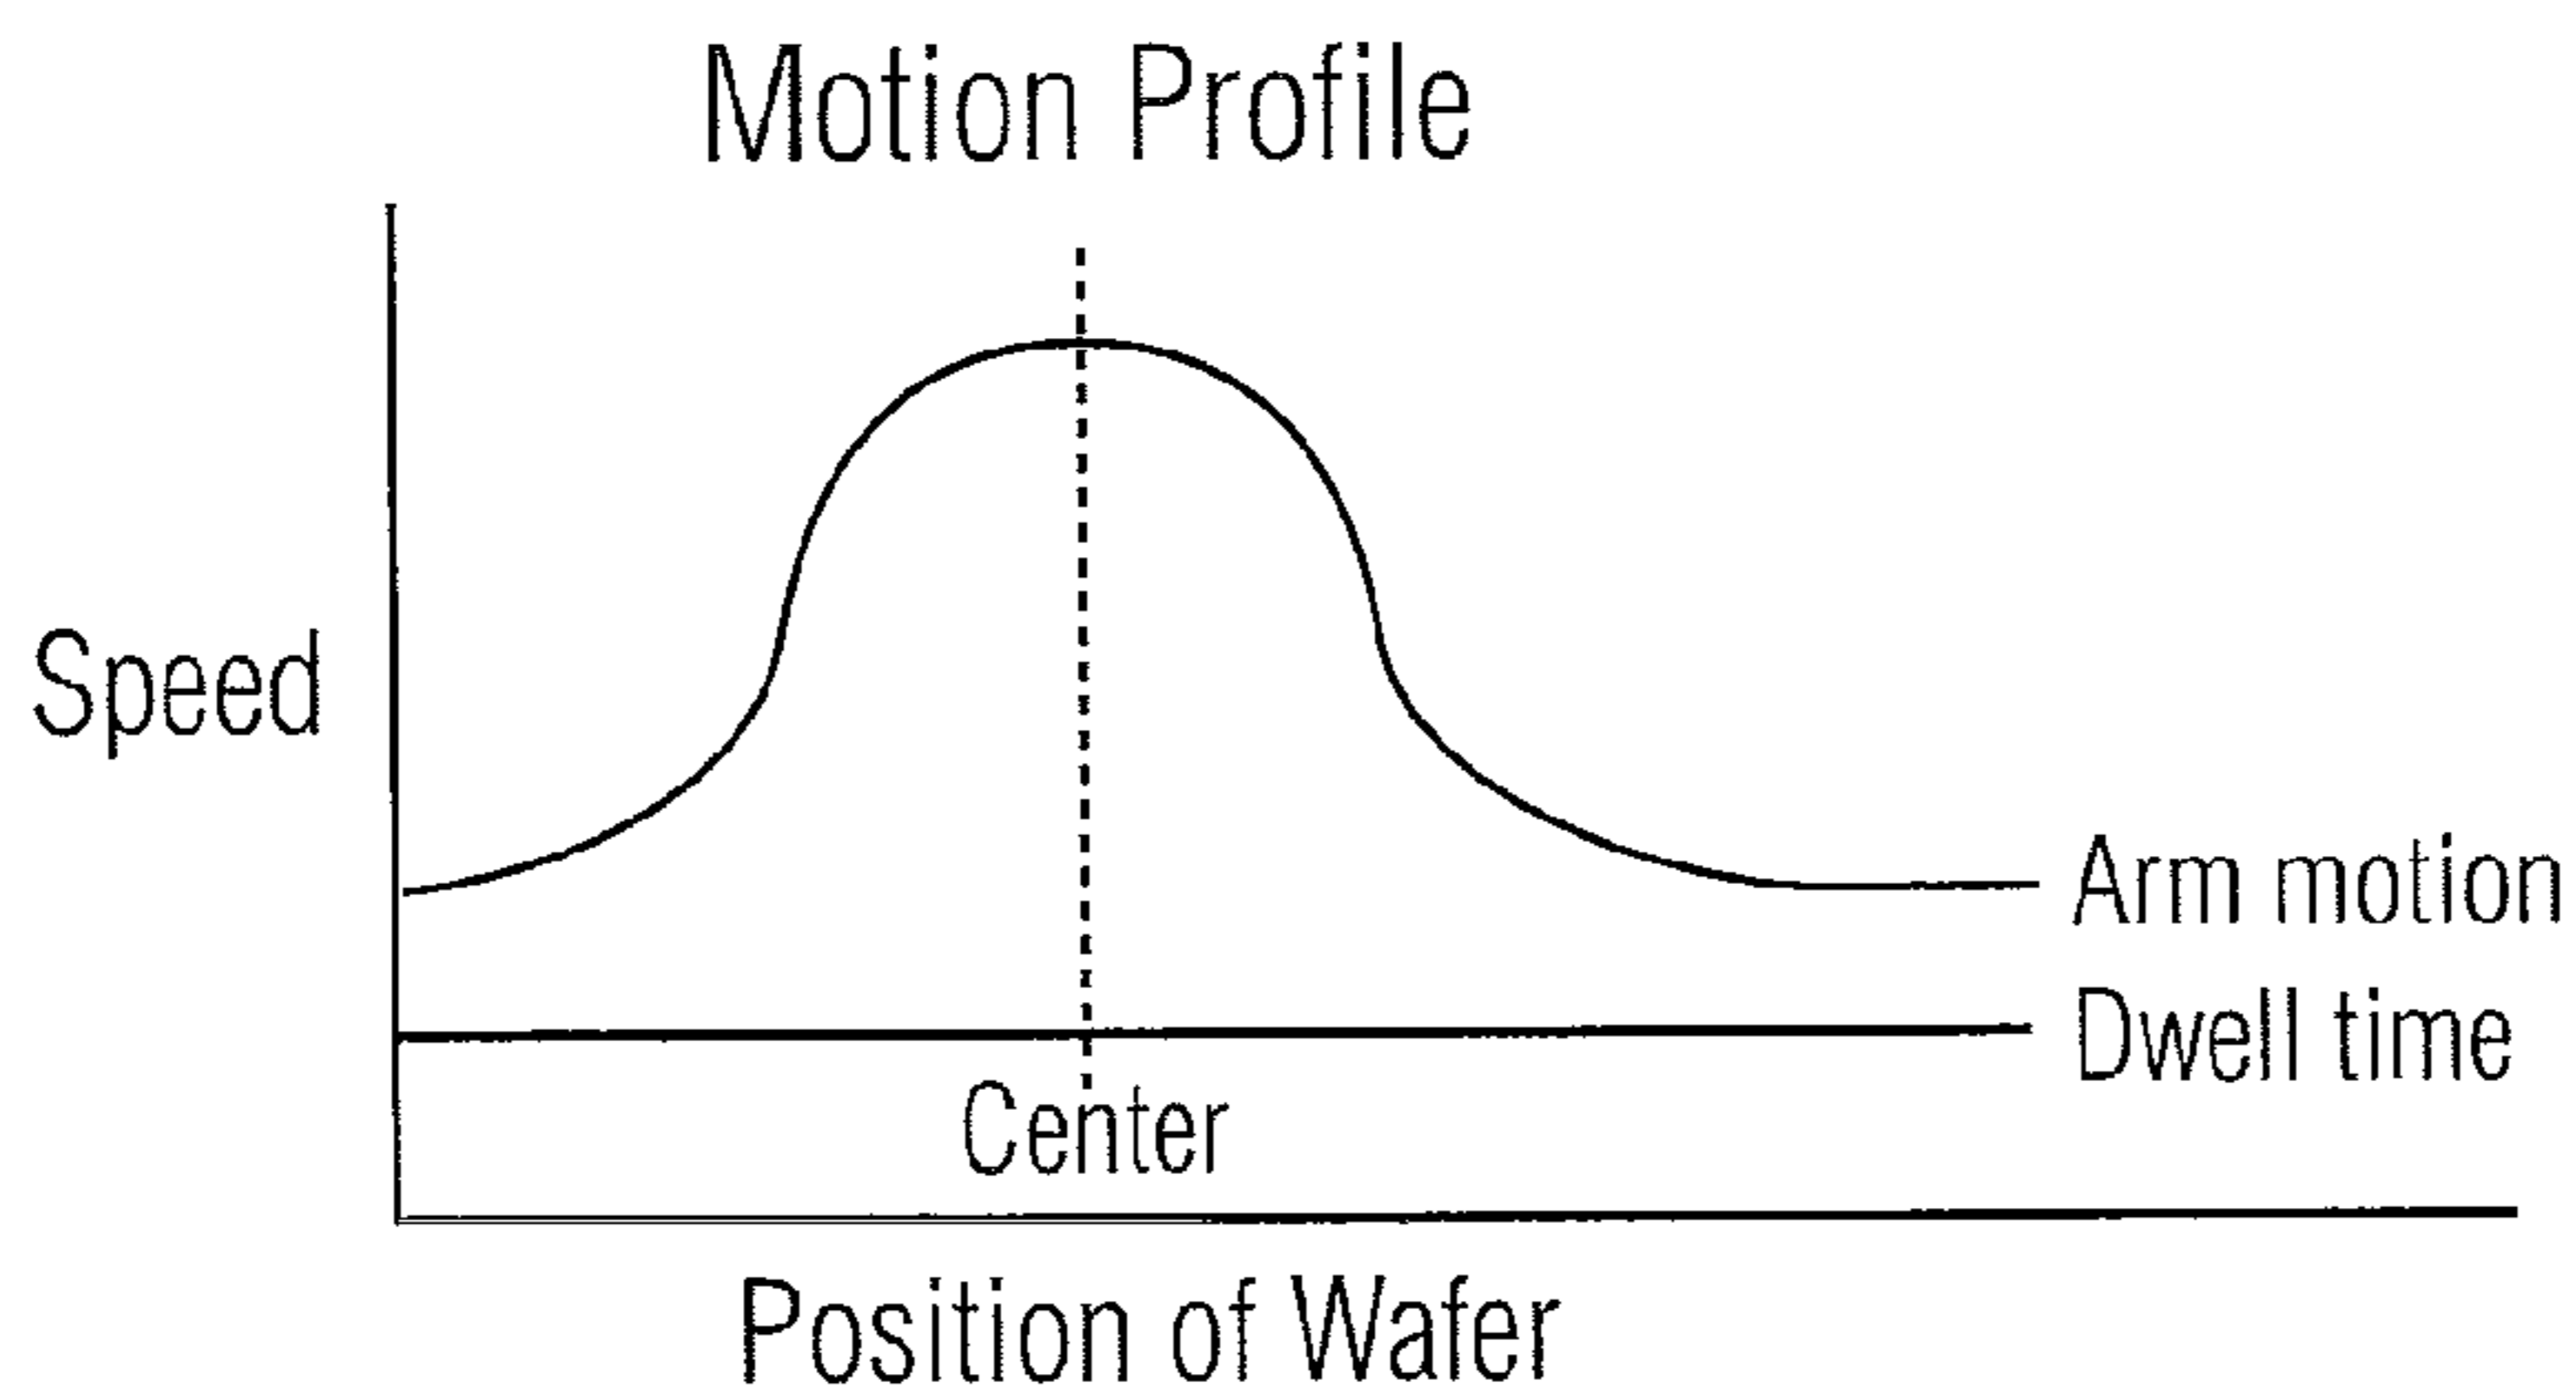 Motion Profile
Speed
Arm motion
Dwell time
Center
Position of Wafer